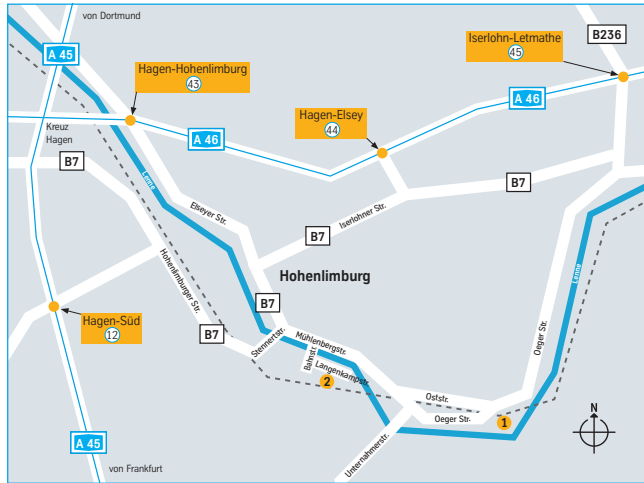 von Dortmund
Iserlohn-Letmathe
45
B236
A 45
Hagen-Hohenlimburg
43
A 46
Hagen-Elsey
44
Kreuz
Hagen
A 46
B7
Lenne
B7
Elseyer Str.
Iserlohner Str.
B7
Hohenlimburger Str.
Hohenlimburg
Lenne
B7
Hagen-Süd
12
B7
Stennertstr.
Mühlenbergstr.
Bahnstr.
Langenkampstr.
2
Oeger Str.
Oststr.
Oeger Str.
1
N
Unternahmerstr.
A 45
von Frankfurt